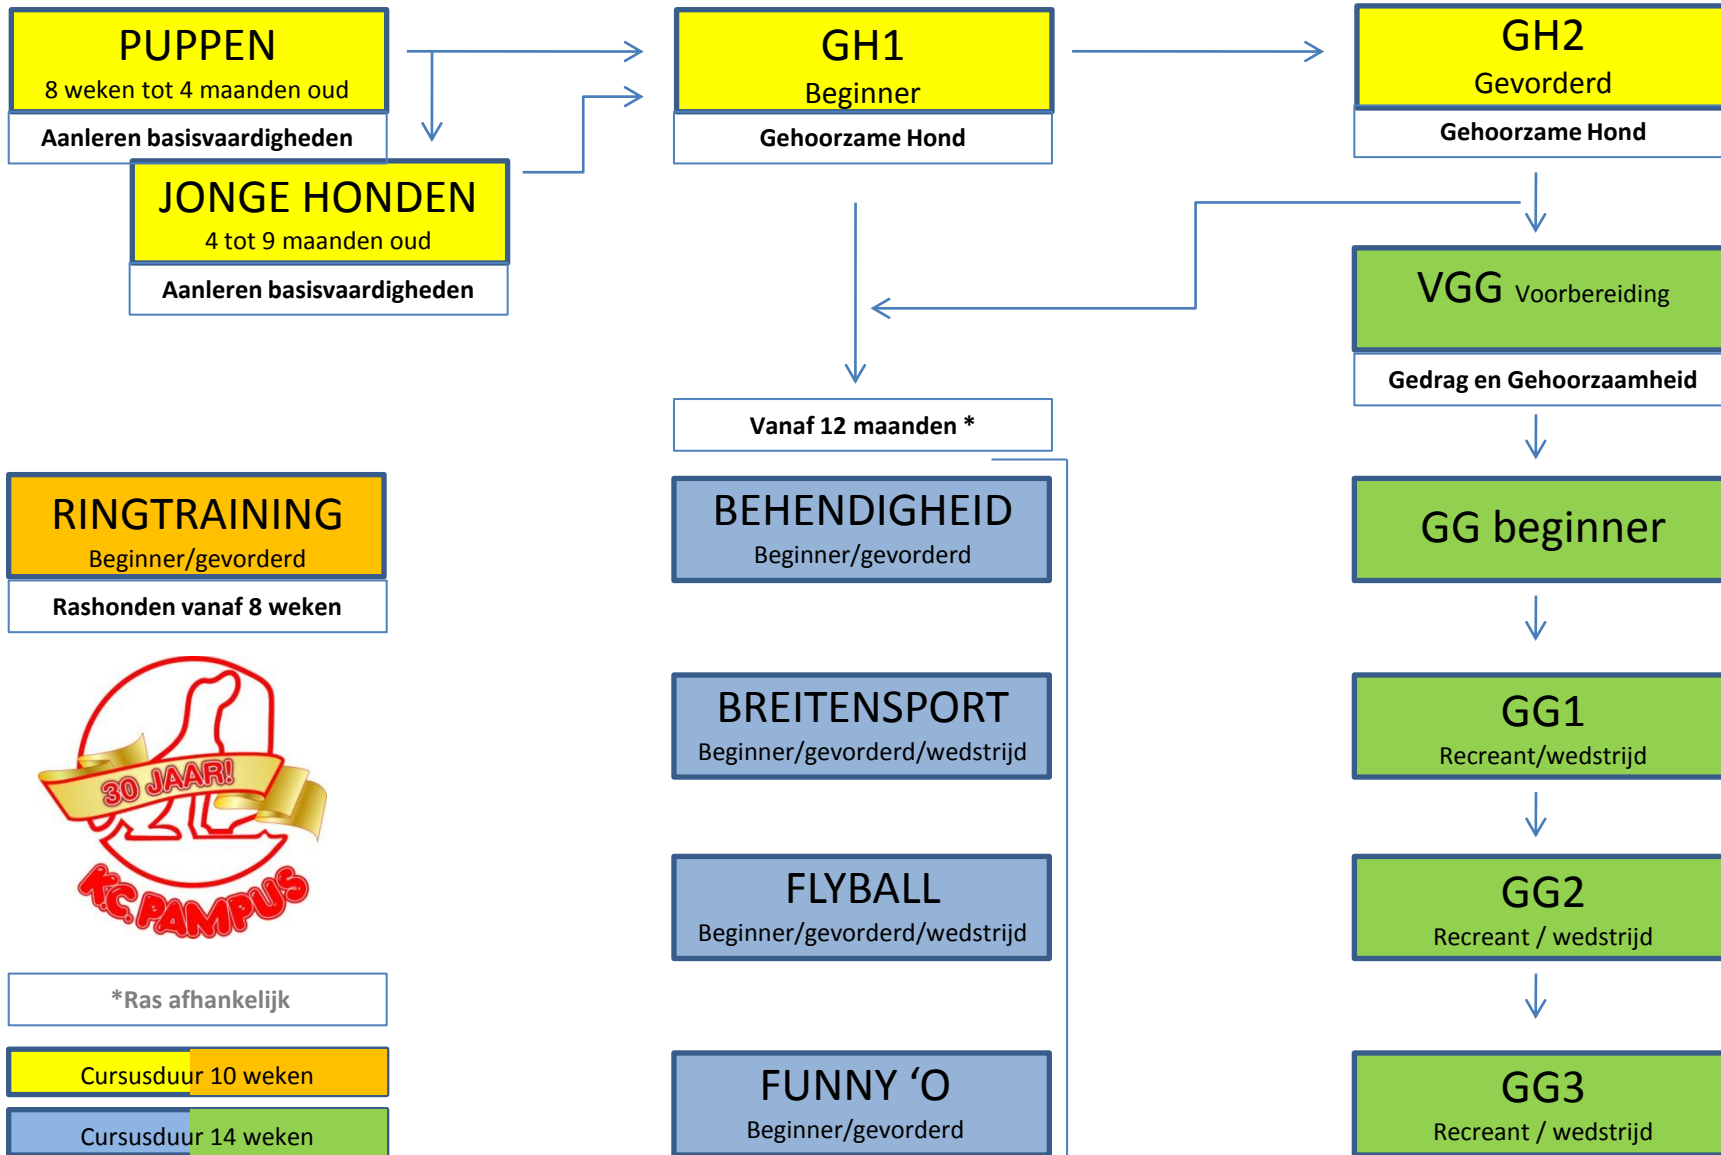 PUPPEN
8 weken tot 4 maanden oud
Aanleren basisvaardigheden
JONGE HONDEN
4 tot 9 maanden oud
Aanleren basisvaardigheden
GH1
Beginner
Gehoorzame Hond
GH2
Gevorderd
Gehoorzame Hond
VGG Voorbereiding
Gedrag en Gehoorzaamheid
Vanaf 12 maanden *
RINGTRAINING
Beginner/gevorderd
Rashonden vanaf 8 weken
BEHENDIGHEID
Beginner/gevorderd
GG beginner
BREITENSPORT
Beginner/gevorderd/wedstrijd
GG1
Recreant/wedstrijd
30 JAAR!
K.C. PAMPUS
FLYBALL
Beginner/gevorderd/wedstrijd
GG2
Recreant / wedstrijd
*Ras afhankelijk
Cursusduur 10 weken
Cursusduur 14 weken
FUNNY ‘O
Beginner/gevorderd
GG3
Recreant / wedstrijd